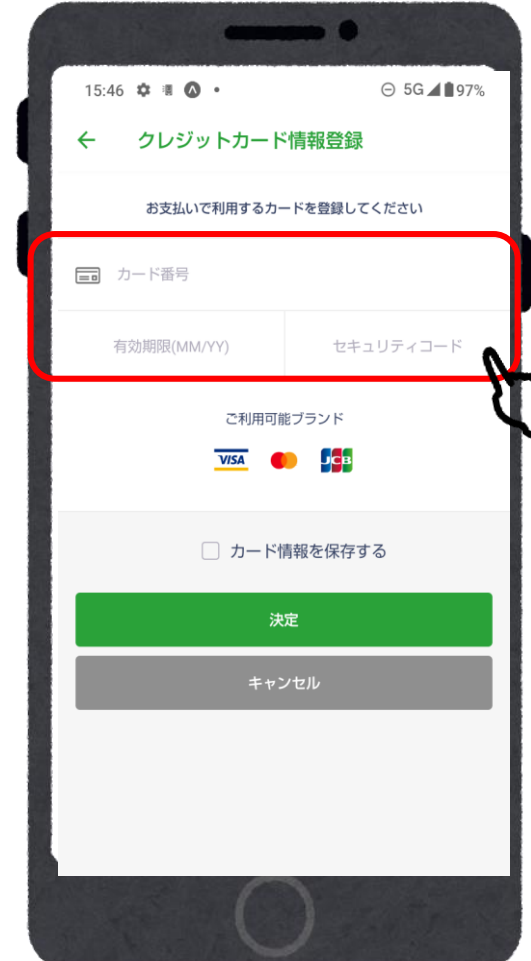 15:46 5G 97%
クレジットカード情報登録
お支払いで利用するカードを登録してください
カード番号
有効期限(MM/YY) セキュリティコード
ご利用可能ブランド
VISA JCB
カード情報を保存する
決定
キャンセル